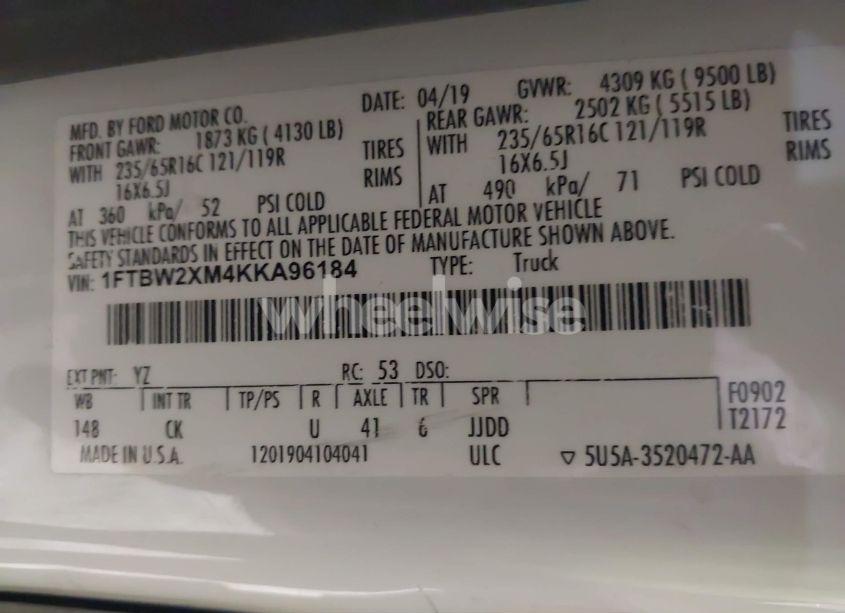 MFD. BY FORD MOTOR CO.
DATE: 04/19
GVWR: 4309 KG ( 9500 LB)
FRONT GAWR: 1873 KG ( 4130 LB)
REAR GAWR: 2502 KG ( 5515 LB)
WITH 235/65R16C 121/119R TIRES
WITH 235/65R16C 121/119R TIRES
16X6.5J RIMS
16X6.5J RIMS
AT 360 kPa/ 52 PSI COLD
AT 490 kPa/ 71 PSI COLD
THIS VEHICLE CONFORMS TO ALL APPLICABLE FEDERAL MOTOR VEHICLE
SAFETY STANDARDS IN EFFECT ON THE DATE OF MANUFACTURE SHOWN ABOVE.
VIN: 1FTBW2XM4KKA96184
TYPE: Truck
wheelwise
EXT PNT: YZ RC: 53 DSO:
WB INT TR TP/PS R AXLE TR SPR
F0902
148 CK U 41 6 JJDD
T2172
MADE IN U.S.A. 1201904104041 ULC ▽ 5U5A-3520472-AA